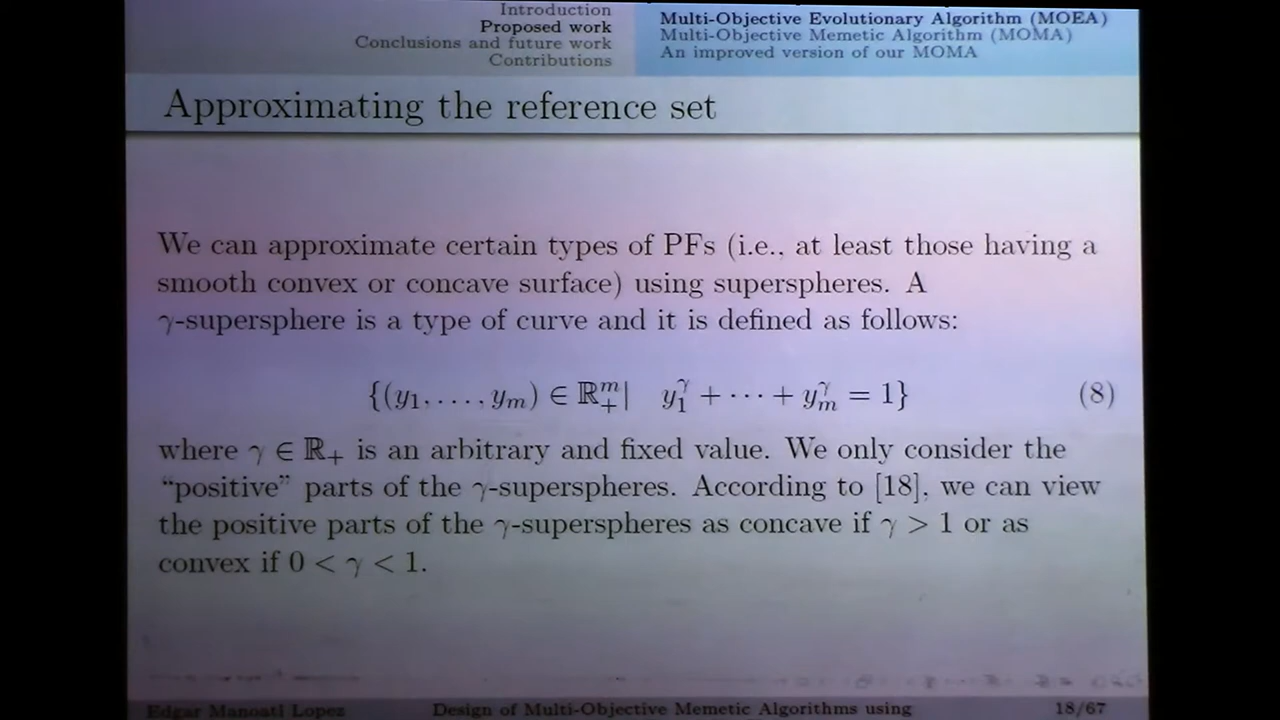 Introduction
Proposed work
Conclusions and future work
Contributions
Multi-Objective Evolutionary Algorithm (MOEA)
Multi-Objective Memetic Algorithm (MOMA)
An improved version of our MOMA
Approximating the reference set
We can approximate certain types of PFs (i.e., at least those having a
smooth convex or concave surface) using superspheres. A
γ-supersphere is a type of curve and it is defined as follows:
{(y₁, . . . , yₘ) ∈ ℝ₊ᵐ| y₁^γ + · · · + yₘ^γ = 1} (8)
where γ ∈ ℝ₊ is an arbitrary and fixed value. We only consider the
“positive” parts of the γ-superspheres. According to [18], we can view
the positive parts of the γ-superspheres as concave if γ > 1 or as
convex if 0 < γ < 1.
Edgar Manoatl Lopez Design of Multi-Objective Memetic Algorithms using 18/67